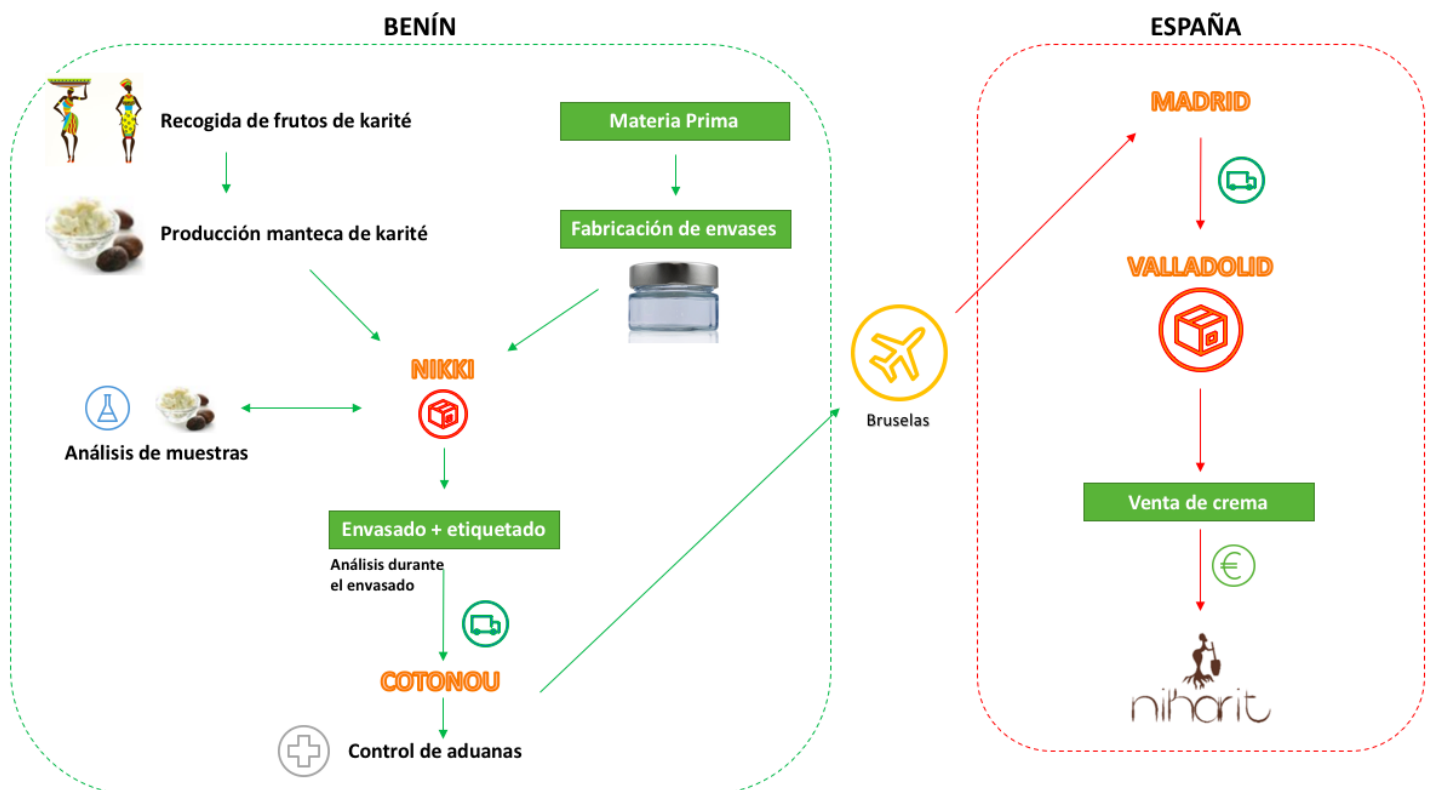 BENÍN
Recogida de frutos de karité
Materia Prima
Producción manteca de karité
Fabricación de envases
NIKKI
Análisis de muestras
Envasado + etiquetado
Análisis durante
el envasado
COTONOU
Control de aduanas
Bruselas
ESPAÑA
MADRID
VALLADOLID
Venta de crema
€
niharit